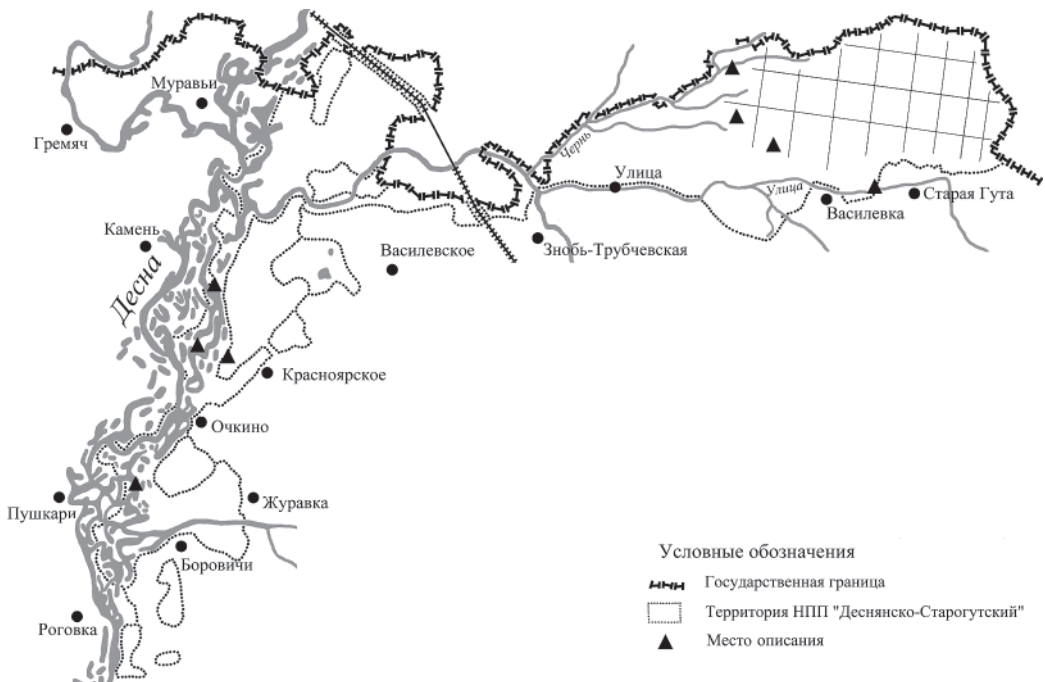 Муравьи
Гремяч
Чернь
Улица
Улица
Старая Гута
Василевка
Камень
Знобь-Трубчевская
Василевское
Десна
Красноярское
Очкино
Пушкари
Журавка
Боровичи
Роговка
Условные обозначения
Государственная граница
Территория НПП "Деснянско-Старогутский"
Место описания